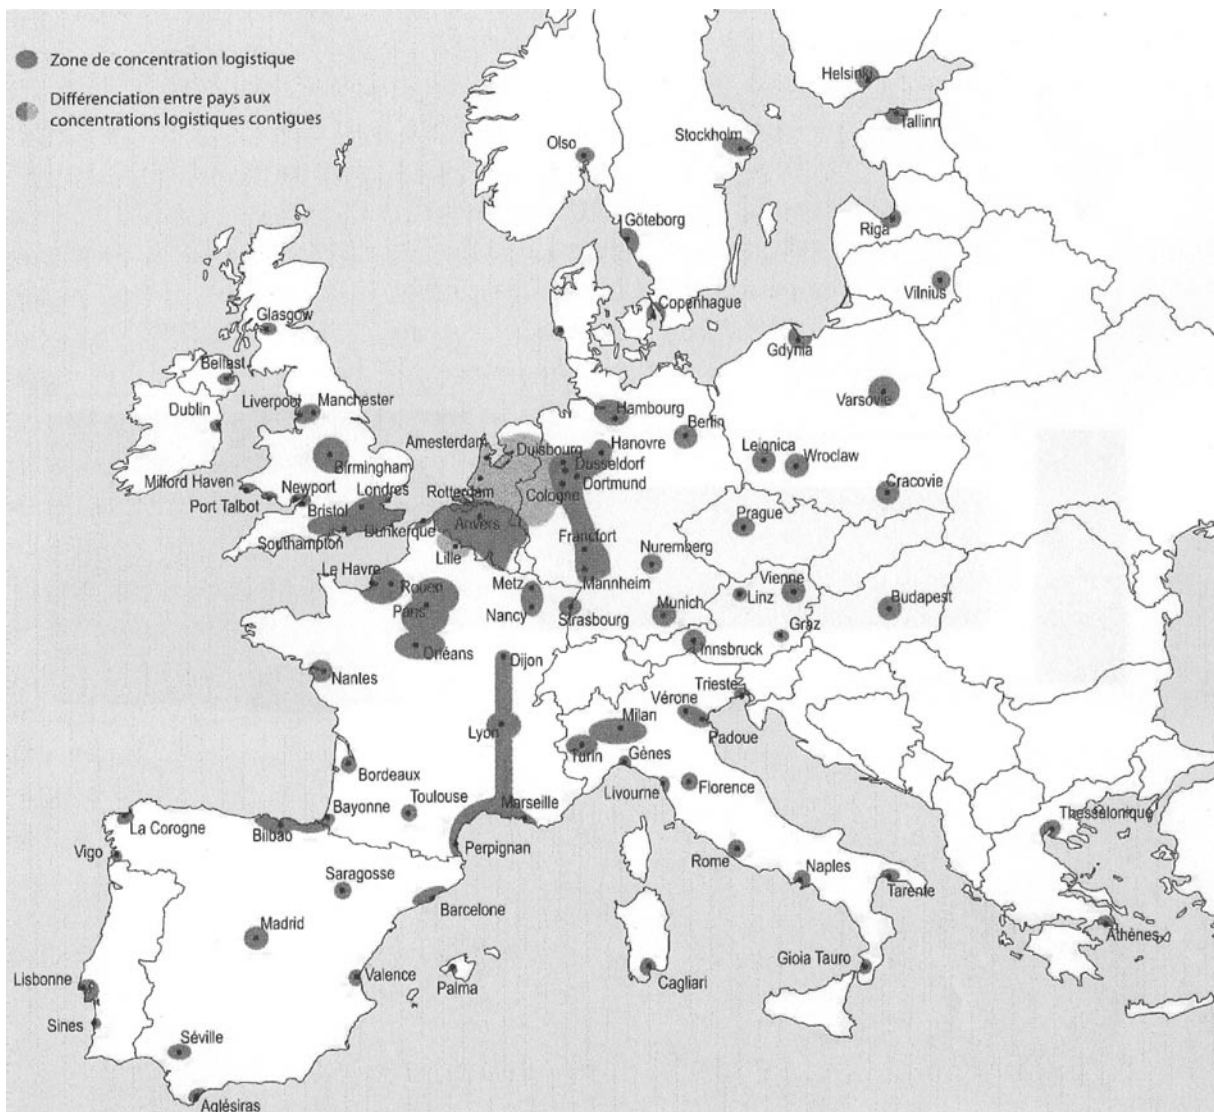 Zone de concentration logistique
Différenciation entre pays aux
concentrations logistiques contigues
Helsinki
Tallinn
Olso
Stockholm
Göteborg
Riga
Vilnius
Copenhague
Glasgow
Gdynia
Belfast
Dublin
Liverpool
Manchester
Hambourg
Varsovie
Berlin
Amesterdam
Duisbourg
Hanovre
Leignica
Wroclaw
Birmingham
Dusseldorf
Milford Haven
Newport
Londres
Rotterdam
Cologne
Dortmund
Cracovie
Port Talbot
Bristol
Dunkerque
Anvers
Prague
Southampton
Lille
Francfort
Nuremberg
Le Havre
Rouen
Metz
Mannheim
Vienne
Paris
Nancy
Strasbourg
Munich
Linz
Budapest
Orléans
Graz
Innsbruck
Dijon
Nantes
Trieste
Vérone
Lyon
Milan
Padoue
Turin
Gènes
Bordeaux
Livourne
Florence
Bayonne
Toulouse
Marseille
Thessalonique
La Corogne
Bilbao
Perpignan
Vigo
Rome
Saragosse
Naples
Tarente
Barcelone
Madrid
Athènes
Gioia Tauro
Lisbonne
Valence
Palma
Cagliari
Sines
Séville
Aglésiras